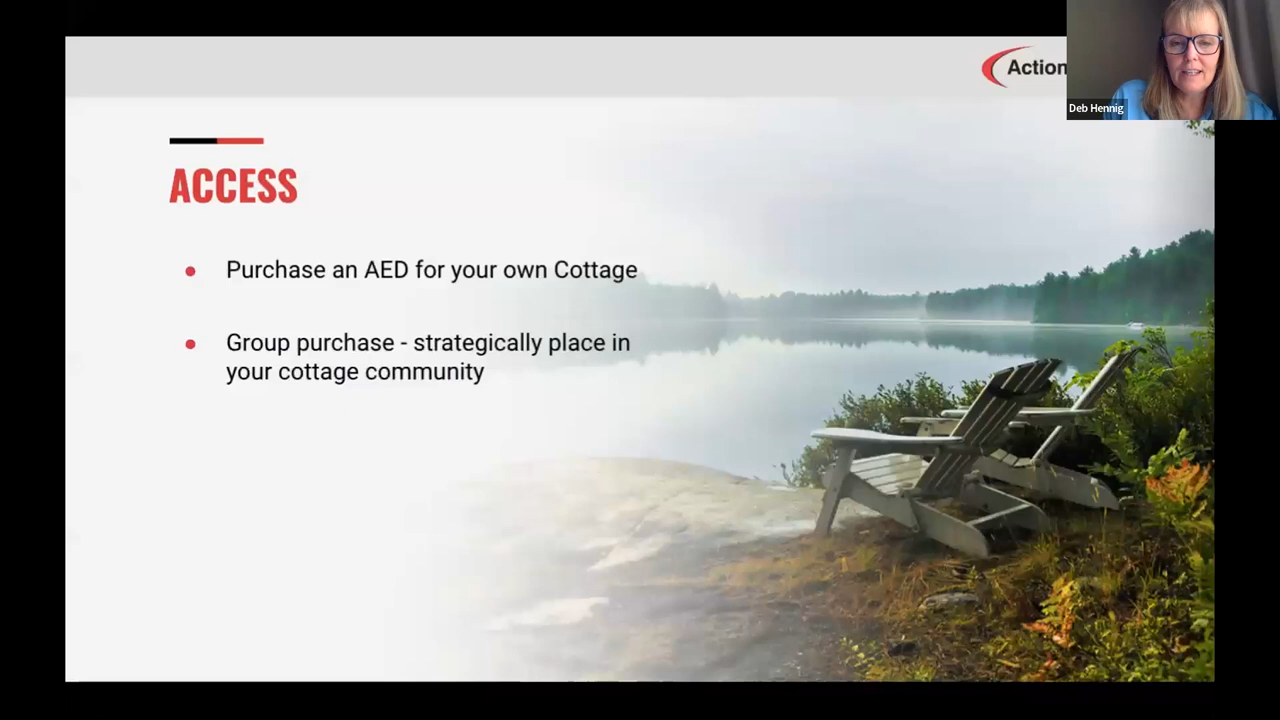 Action
Deb Hennig
ACCESS
● Purchase an AED for your own Cottage
● Group purchase - strategically place in
your cottage community